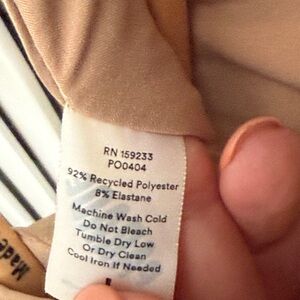 RN 159233
PO0404
92% Recycled Polyester
8% Elastane
Machine Wash Cold
Do Not Bleach
Tumble Dry Low
Or Dry Clean
Cool Iron If Needed
Made